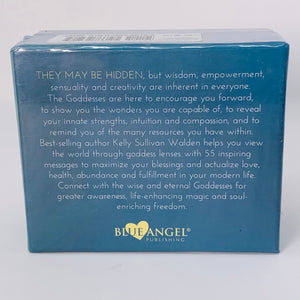 THEY MAY BE HIDDEN, but wisdom, empowerment,
sensuality and creativity are inherent in everyone.
The Goddesses are here to encourage you forward,
to show you the wonders you are capable of, to reveal
your innate strengths, intuition and compassion, and to
remind you of the many resources you have within.
Best-selling author Kelly Sullivan Walden helps you view
the world through goddess lenses with 55 inspiring
messages to maximize your blessings and actualize love,
health, abundance and fulfillment in your modern life.
Connect with the wise and eternal Goddesses for
greater awareness, life-enhancing magic and soul-
enriching freedom.
BLUE ANGEL®
PUBLISHING